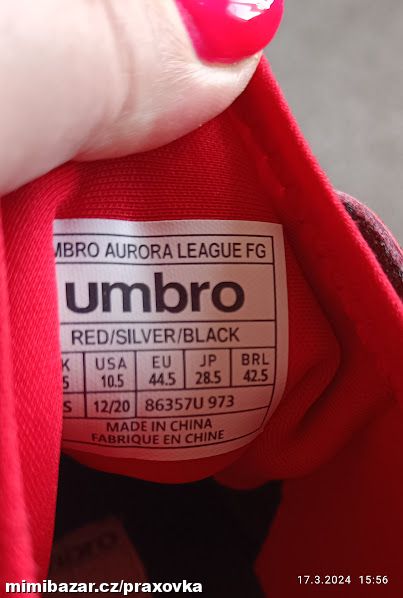 MBRO AURORA LEAGUE FG
umbro
RED/SILVER/BLACK
K USA EU JP BRL
5 10.5 44.5 28.5 42.5
S 12/20 86357U 973
MADE IN CHINA
FABRIQUE EN CHINE
mimibazar.cz/praxovka
17.3.2024 15:56